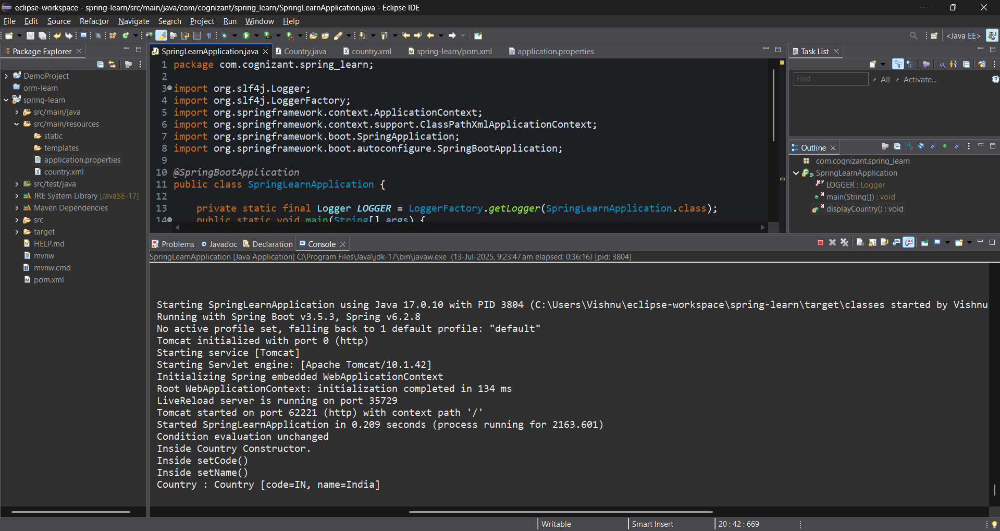 eclipse-workspace - spring-learn/src/main/java/com/cognizant/spring_learn/SpringLearnApplication.java - Eclipse IDE
File Edit Source Refactor Navigate Search Project Run Window Help
<Java EE>
Package Explorer
DemoProject
orm-learn
spring-learn
src/main/java
src/main/resources
static
templates
application.properties
country.xml
src/test/java
JRE System Library [JavaSE-17]
Maven Dependencies
src
target
HELP.md
mvnw
mvnw.cmd
pom.xml
SpringLearnApplication.java Country.java country.xml spring-learn/pom.xml application.properties
1 package com.cognizant.spring_learn;
2
3 import org.slf4j.Logger;
4 import org.slf4j.LoggerFactory;
5 import org.springframework.context.ApplicationContext;
6 import org.springframework.context.support.ClassPathXmlApplicationContext;
7 import org.springframework.boot.SpringApplication;
8 import org.springframework.boot.autoconfigure.SpringBootApplication;
9
10 @SpringBootApplication
11 public class SpringLearnApplication {
12
13 private static final Logger LOGGER = LoggerFactory.getLogger(SpringLearnApplication.class);
14 public static void main(String[] args) {
Task List
Find All Activate...
Outline
com.cognizant.spring_learn
SpringLearnApplication
LOGGER : Logger
main(String[]) : void
displayCountry() : void
Problems Javadoc Declaration Console
SpringLearnApplication [Java Application] C:\Program Files\Java\jdk-17\bin\javaw.exe (13-Jul-2025, 9:23:47 am elapsed: 0:36:16) [pid: 3804]
Starting SpringLearnApplication using Java 17.0.10 with PID 3804 (C:\Users\Vishnu\eclipse-workspace\spring-learn\target\classes started by Vishnu
Running with Spring Boot v3.5.3, Spring v6.2.8
No active profile set, falling back to 1 default profile: "default"
Tomcat initialized with port 0 (http)
Starting service [Tomcat]
Starting Servlet engine: [Apache Tomcat/10.1.42]
Initializing Spring embedded WebApplicationContext
Root WebApplicationContext: initialization completed in 134 ms
LiveReload server is running on port 35729
Tomcat started on port 62221 (http) with context path '/'
Started SpringLearnApplication in 0.209 seconds (process running for 2163.601)
Condition evaluation unchanged
Inside Country Constructor.
Inside setCode()
Inside setName()
Country : Country [code=IN, name=India]
Writable Smart Insert 20 : 42 : 669